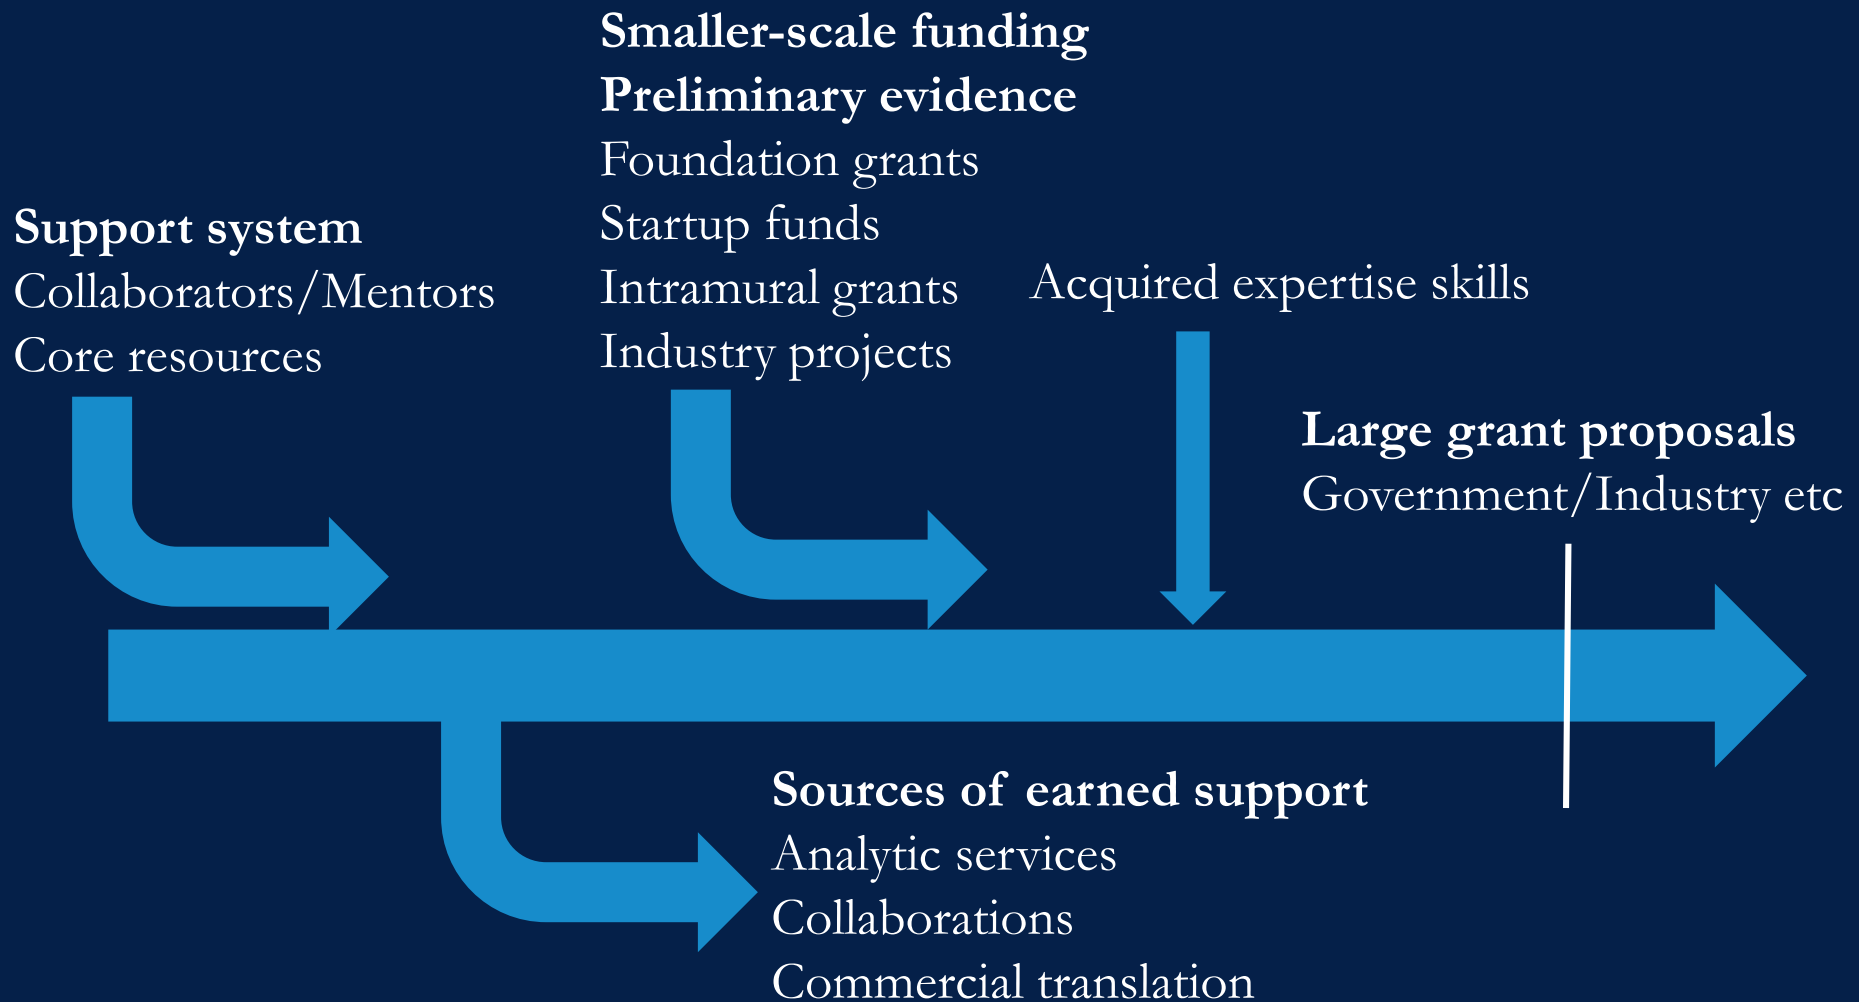 Smaller-scale funding
Preliminary evidence
Foundation grants
Startup funds
Intramural grants
Industry projects
Support system
Collaborators/Mentors
Core resources
Acquired expertise skills
Large grant proposals
Government/Industry etc
Sources of earned support
Analytic services
Collaborations
Commercial translation